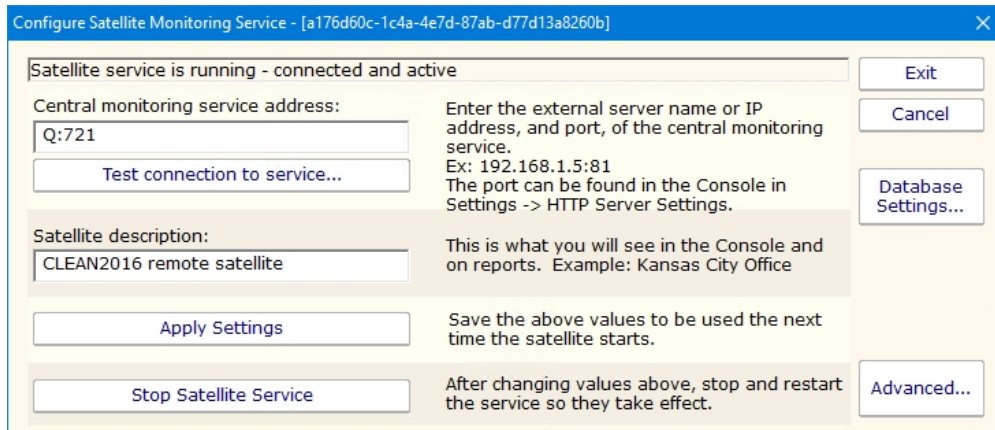 Configure Satellite Monitoring Service - [a176d60c-1c4a-4e7d-87ab-d77d13a8260b]
Satellite service is running - connected and active
Exit
Central monitoring service address:
Q:721
Test connection to service...
Enter the external server name or IP
address, and port, of the central monitoring
service.
Ex: 192.168.1.5:81
The port can be found in the Console in
Settings -> HTTP Server Settings.
Cancel
Database
Settings...
Satellite description:
CLEAN2016 remote satellite
This is what you will see in the Console and
on reports. Example: Kansas City Office
Apply Settings
Save the above values to be used the next
time the satellite starts.
Stop Satellite Service
After changing values above, stop and restart
the service so they take effect.
Advanced...